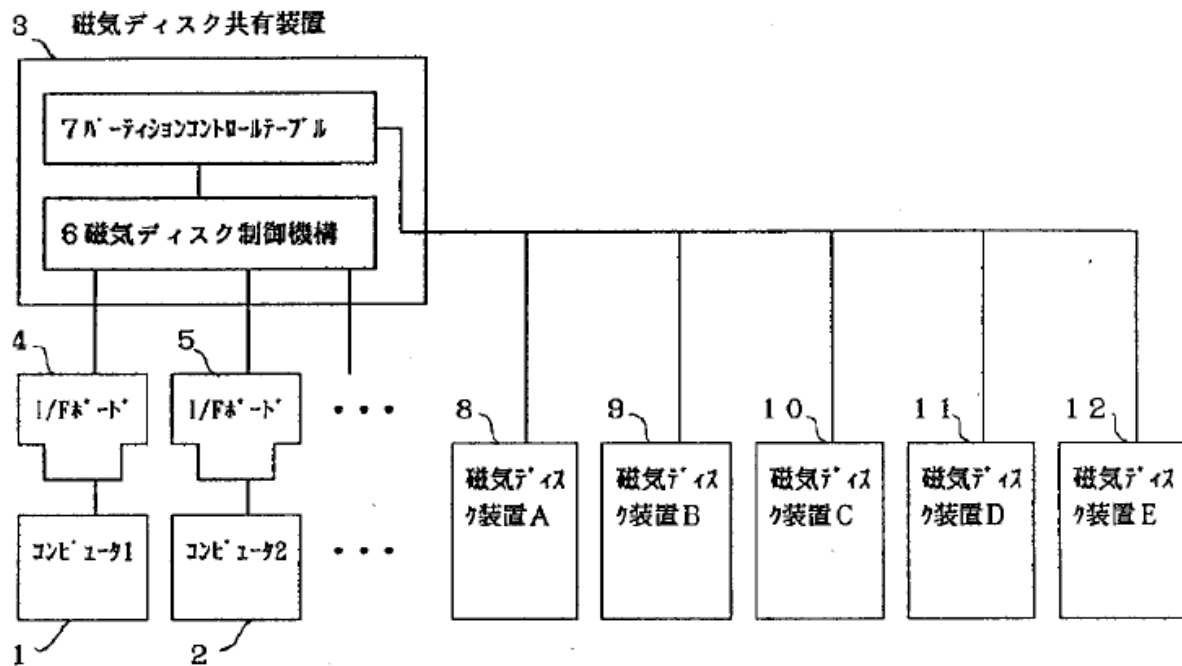 3 磁気ディスク共有装置
7ﾊﾟｰﾃｨｼｮﾝｺﾝﾄﾛｰﾙﾃｰﾌﾞﾙ
6磁気ディスク制御機構
4
5
I/Fﾎﾞｰﾄﾞ
I/Fﾎﾞｰﾄﾞ
•••
8
9
10
11
12
磁気ﾃﾞｨｽ
ｸ装置A
磁気ﾃﾞｨｽ
ｸ装置B
磁気ﾃﾞｨｽ
ｸ装置C
磁気ﾃﾞｨｽ
ｸ装置D
磁気ﾃﾞｨｽ
ｸ装置E
ｺﾝﾋﾟｭｰﾀ1
ｺﾝﾋﾟｭｰﾀ2
•••
1
2